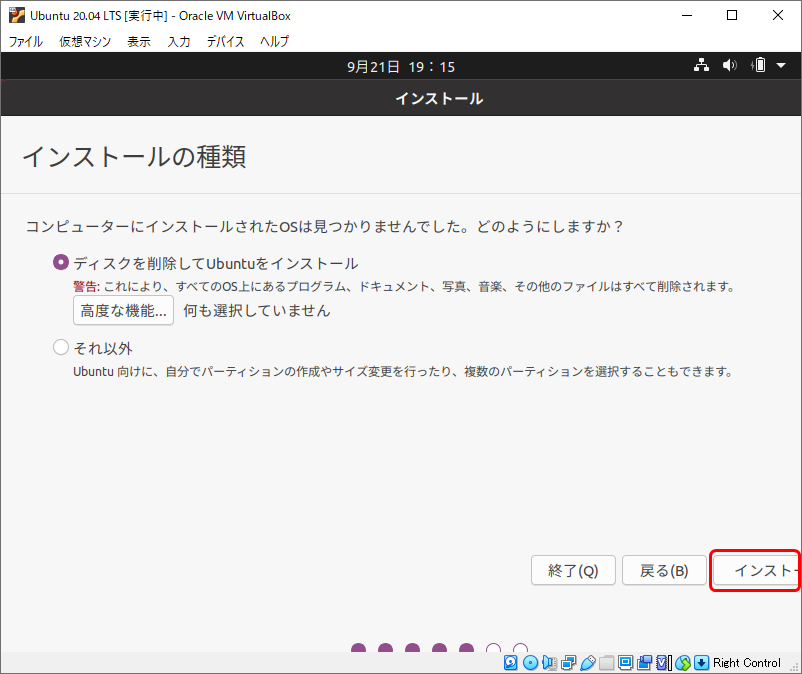 Ubuntu 20.04 LTS [実行中] - Oracle VM VirtualBox
ファイル 仮想マシン 表示 入力 デバイス ヘルプ
9月21日 19:15
インストール
インストールの種類
コンピューターにインストールされたOSは見つかりませんでした。どのようにしますか？
ディスクを削除してUbuntuをインストール
警告: これにより、すべてのOS上にあるプログラム、ドキュメント、写真、音楽、その他のファイルはすべて削除されます。
高度な機能... 何も選択していません
それ以外
Ubuntu 向けに、自分でパーティションの作成やサイズ変更を行ったり、複数のパーティションを選択することもできます。
終了(Q) 戻る(B) インスト
Right Control